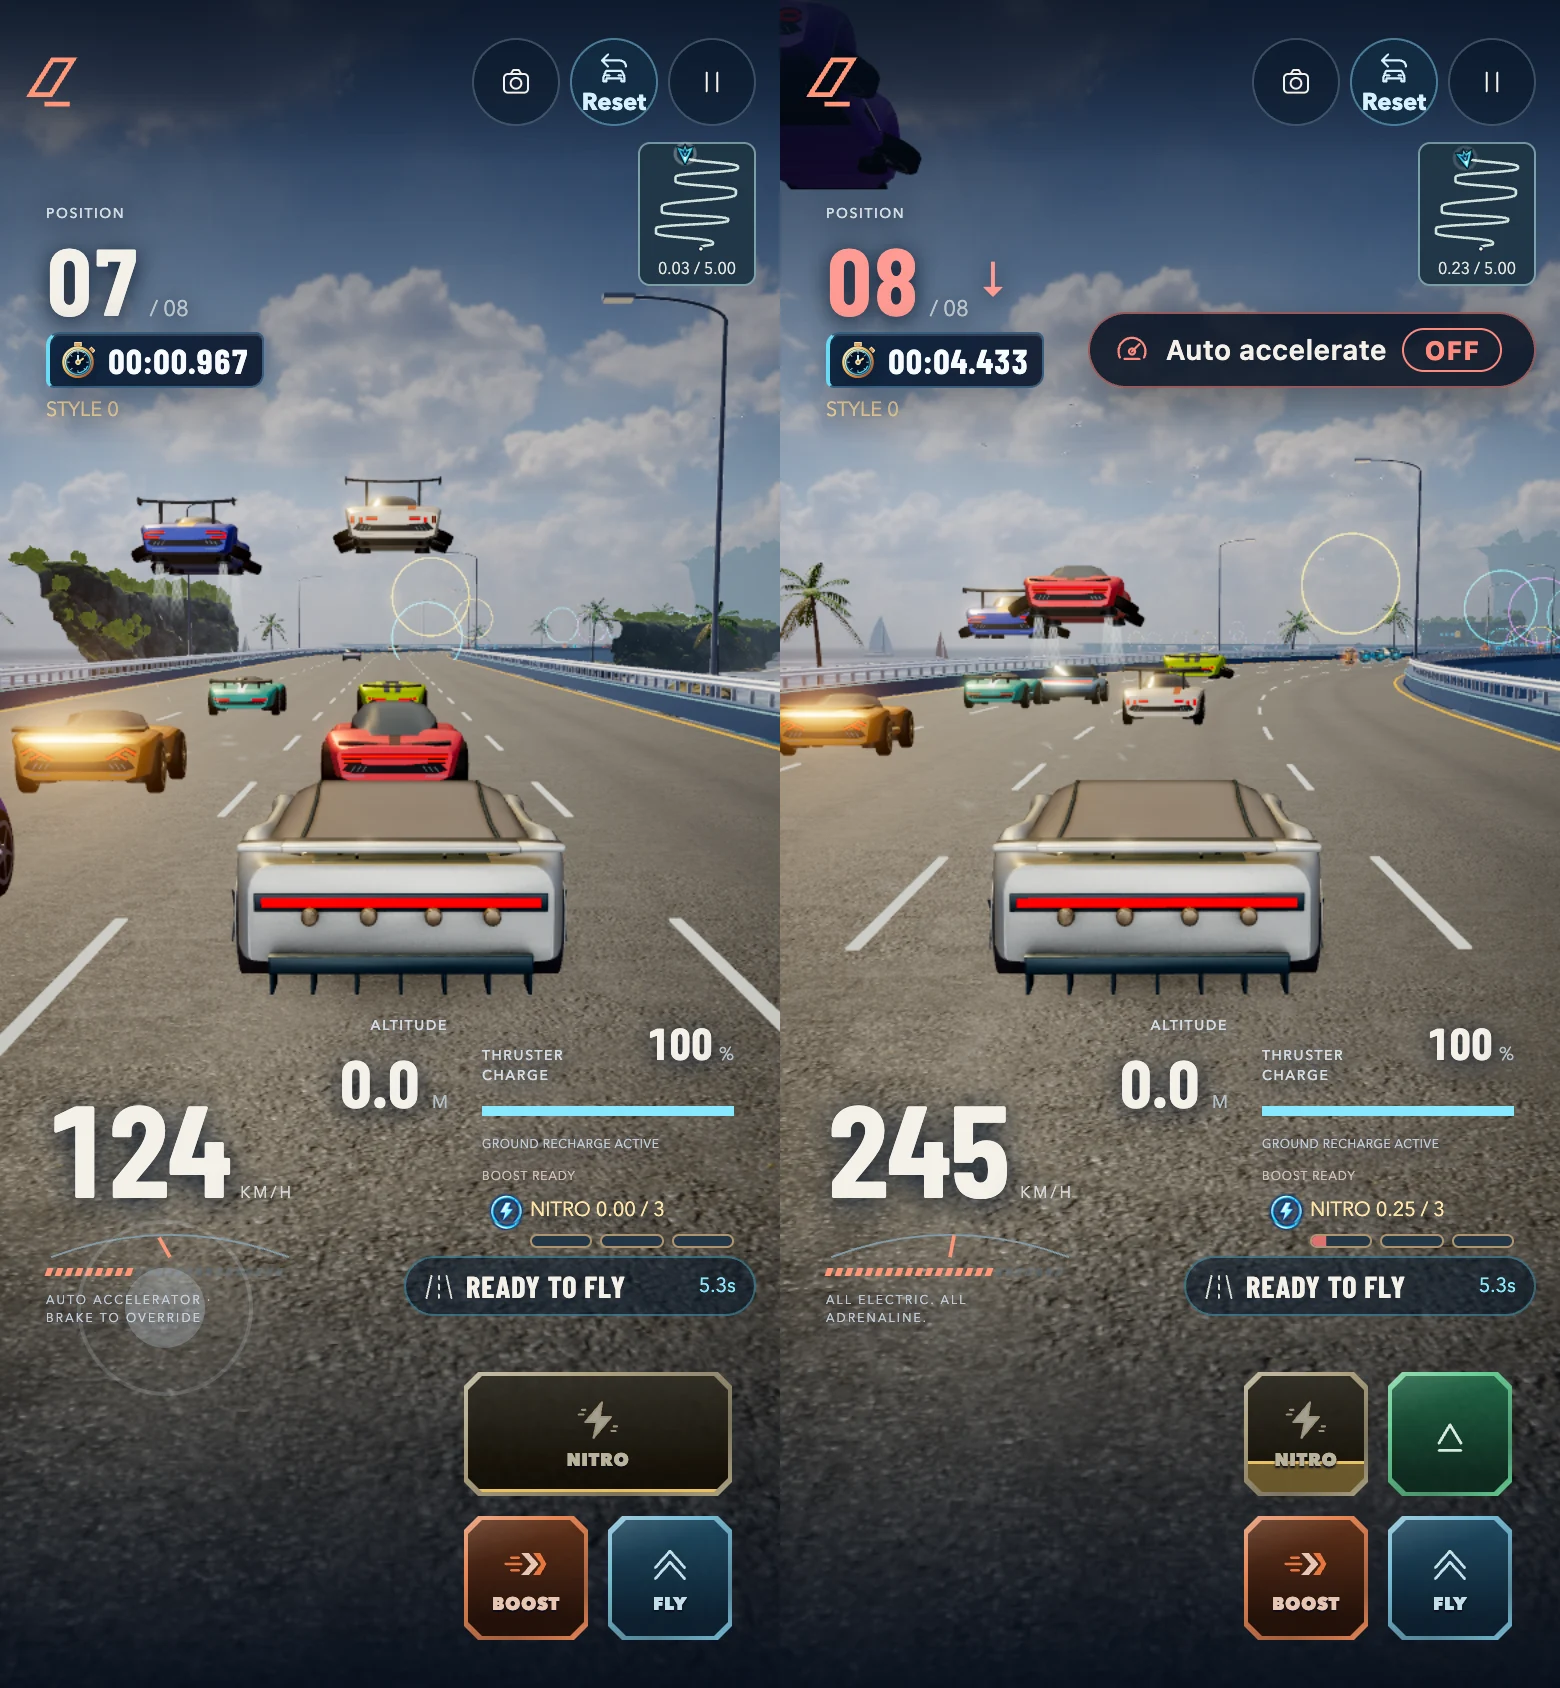 Reset
0.03 / 5.00
POSITION
07 / 08
00:00.967
STYLE 0
ALTITUDE
0.0 M
THRUSTER
CHARGE
100 %
124 KM/H
GROUND RECHARGE ACTIVE
BOOST READY
NITRO 0.00 / 3
READY TO FLY 5.3s
AUTO ACCELERATOR ·
BRAKE TO OVERRIDE
NITRO
BOOST
FLY
Reset
0.23 / 5.00
POSITION
08 / 08
Auto accelerate OFF
00:04.433
STYLE 0
ALTITUDE
0.0 M
THRUSTER
CHARGE
100 %
245 KM/H
GROUND RECHARGE ACTIVE
BOOST READY
NITRO 0.25 / 3
READY TO FLY 5.3s
ALL ELECTRIC. ALL
ADRENALINE.
NITRO
BOOST
FLY